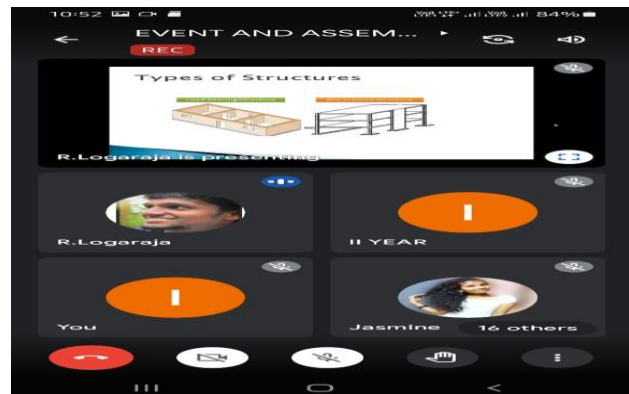 10:52 84%
EVENT AND ASSEM...
REC
Types of Structures
R.Logaraja is presenting
R.Logaraja
II YEAR
I
I
You
Jasmine 16 others